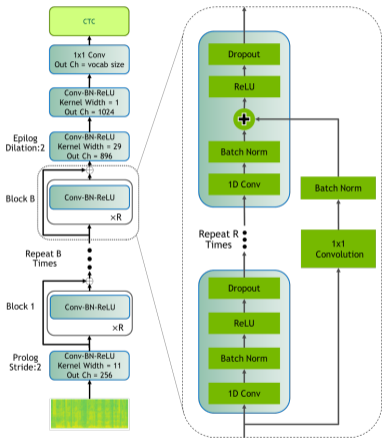 CTC
1x1 Conv
Out Ch = vocab size
Conv-BN-ReLU
Kernel Width = 1
Out Ch = 1024
Epilog
Dilation:2
Conv-BN-ReLU
Kernel Width = 29
Out Ch = 896
Block B
Conv-BN-ReLU
×R
Repeat B
Times
Block 1
Conv-BN-ReLU
×R
Prolog
Stride:2
Conv-BN-ReLU
Kernel Width = 11
Out Ch = 256
Dropout
ReLU
+
Batch Norm
1D Conv
Batch Norm
1x1
Convolution
Repeat R
Times
Dropout
ReLU
Batch Norm
1D Conv